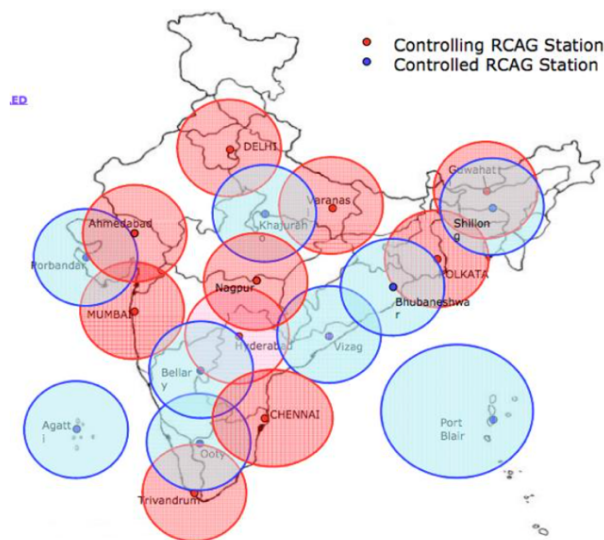 Controlling RCAG Station
Controlled RCAG Station
ED
DELHI
Guwahati
Varanas
Khajurah
Shillon
g
Ahmedabad
Porbandar
KOLKATA
Nagpur
Bhubaneshwa
r
MUMBAI
Hyderabad
Vizag
Bellar
y
CHENNAI
Agatt
i
Port
Blair
Ooty
Trivandrum